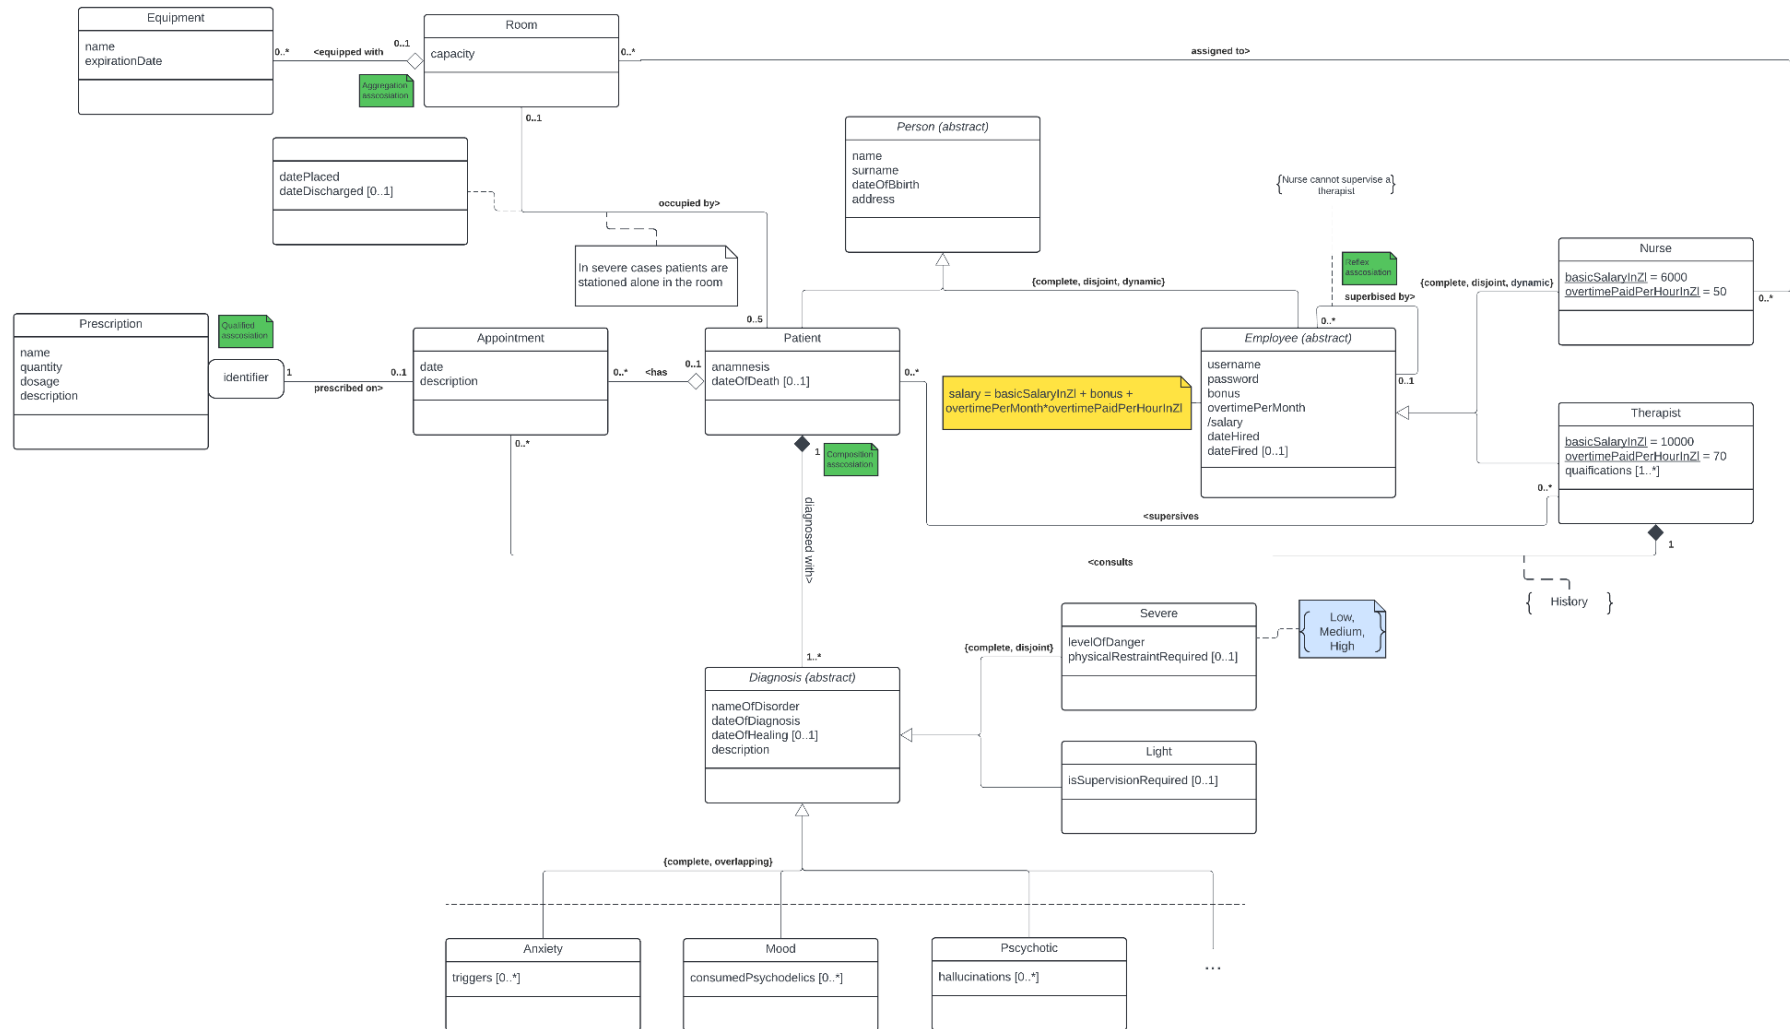 Equipment
name
expirationDate
0..*
<equipped with
0..1
Aggregation
asscosiation
Room
capacity
0..*
assigned to>
0..1
datePlaced
dateDischarged [0..1]
occupied by>
In severe cases patients are
stationed alone in the room
0..5
Person (abstract)
name
surname
dateOfBbirth
address
{complete, disjoint, dynamic}
{Nurse cannot supervise a}
therapist
Reflex
asscosiation
superbised by>
0..*
0..1
{complete, disjoint, dynamic}
Nurse
basicSalaryInZl = 6000
overtimePaidPerHourInZl = 50
0..*
Prescription
name
quantity
dosage
description
Qualified
asscosiation
identifier
1
prescribed on>
0..1
Appointment
date
description
0..*
<has
0..1
0..*
Patient
anamnesis
dateOfDeath [0..1]
0..*
1
Composition
asscosiation
salary = basicSalaryInZl + bonus +
overtimePerMonth*overtimePaidPerHourInZl
Employee (abstract)
username
password
bonus
overtimePerMonth
/salary
dateHired
dateFired [0..1]
Therapist
basicSalaryInZl = 10000
overtimePaidPerHourInZl = 70
quaifications [1..*]
0..*
<supersives
1
<consults
{ History }
diagnosed with>
1..*
Diagnosis (abstract)
nameOfDisorder
dateOfDiagnosis
dateOfHealing [0..1]
description
{complete, disjoint}
Severe
levelOfDanger
physicalRestraintRequired [0..1]
{ Low,
Medium,
High }
Light
isSupervisionRequired [0..1]
{complete, overlapping}
Anxiety
triggers [0..*]
Mood
consumedPsychodelics [0..*]
Pscychotic
hallucinations [0..*]
...